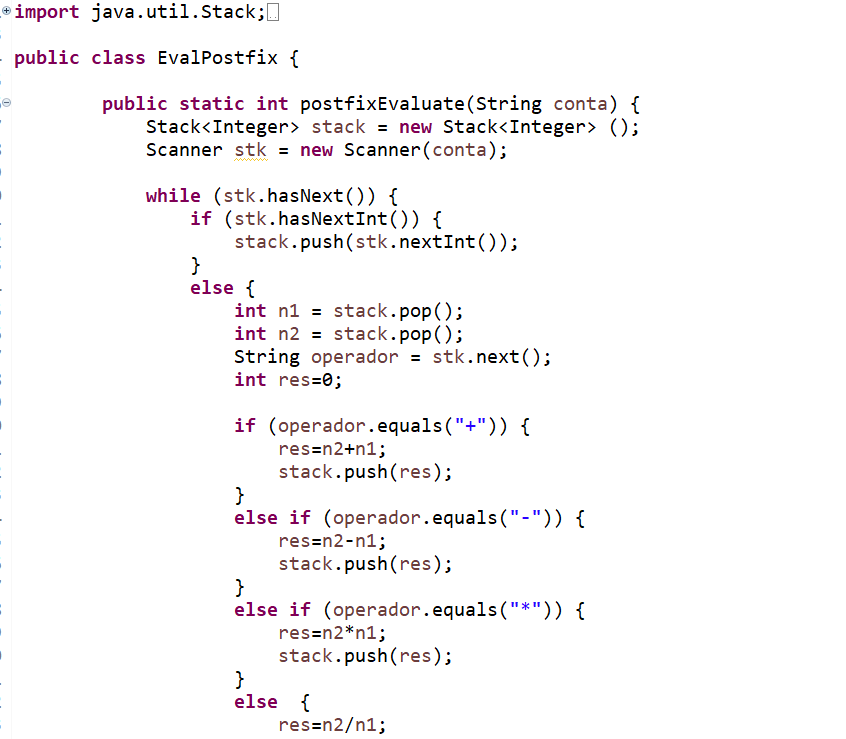 import java.util.Stack;
public class EvalPostfix {
public static int postfixEvaluate(String conta) {
Stack<Integer> stack = new Stack<Integer> ();
Scanner stk = new Scanner(conta);
while (stk.hasNext()) {
if (stk.hasNextInt()) {
stack.push(stk.nextInt());
}
else {
int n1 = stack.pop();
int n2 = stack.pop();
String operador = stk.next();
int res=0;
if (operador.equals("+")) {
res=n2+n1;
stack.push(res);
}
else if (operador.equals("-")) {
res=n2-n1;
stack.push(res);
}
else if (operador.equals("*")) {
res=n2*n1;
stack.push(res);
}
else  {
res=n2/n1;